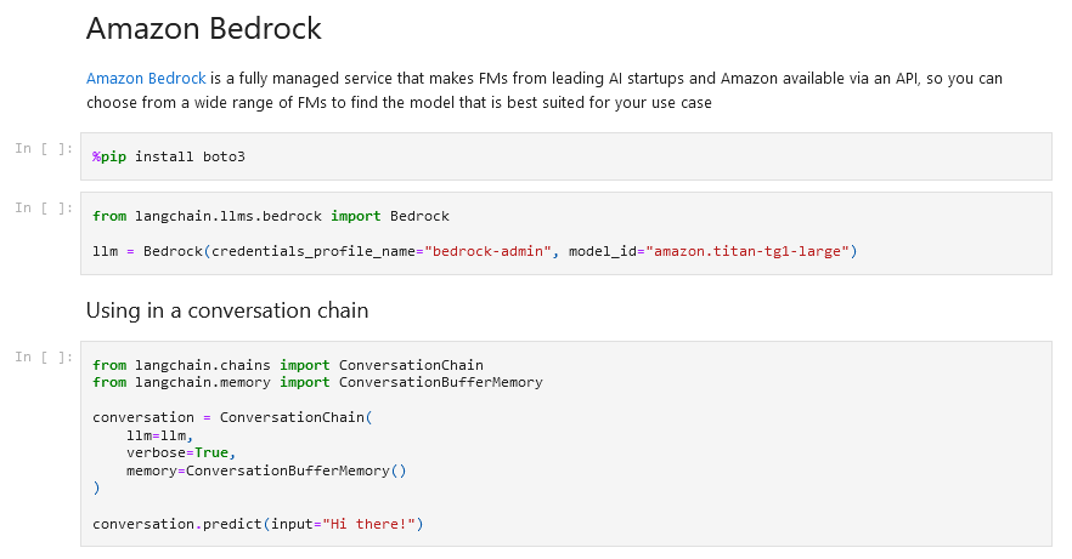 Amazon Bedrock
Amazon Bedrock is a fully managed service that makes FMs from leading AI startups and Amazon available via an API, so you can
choose from a wide range of FMs to find the model that is best suited for your use case
In [ ]:
%pip install boto3
In [ ]:
from langchain.llms.bedrock import Bedrock
llm = Bedrock(credentials_profile_name="bedrock-admin", model_id="amazon.titan-tg1-large")
Using in a conversation chain
In [ ]:
from langchain.chains import ConversationChain
from langchain.memory import ConversationBufferMemory
conversation = ConversationChain(
    llm=llm,
    verbose=True,
    memory=ConversationBufferMemory()
)
conversation.predict(input="Hi there!")